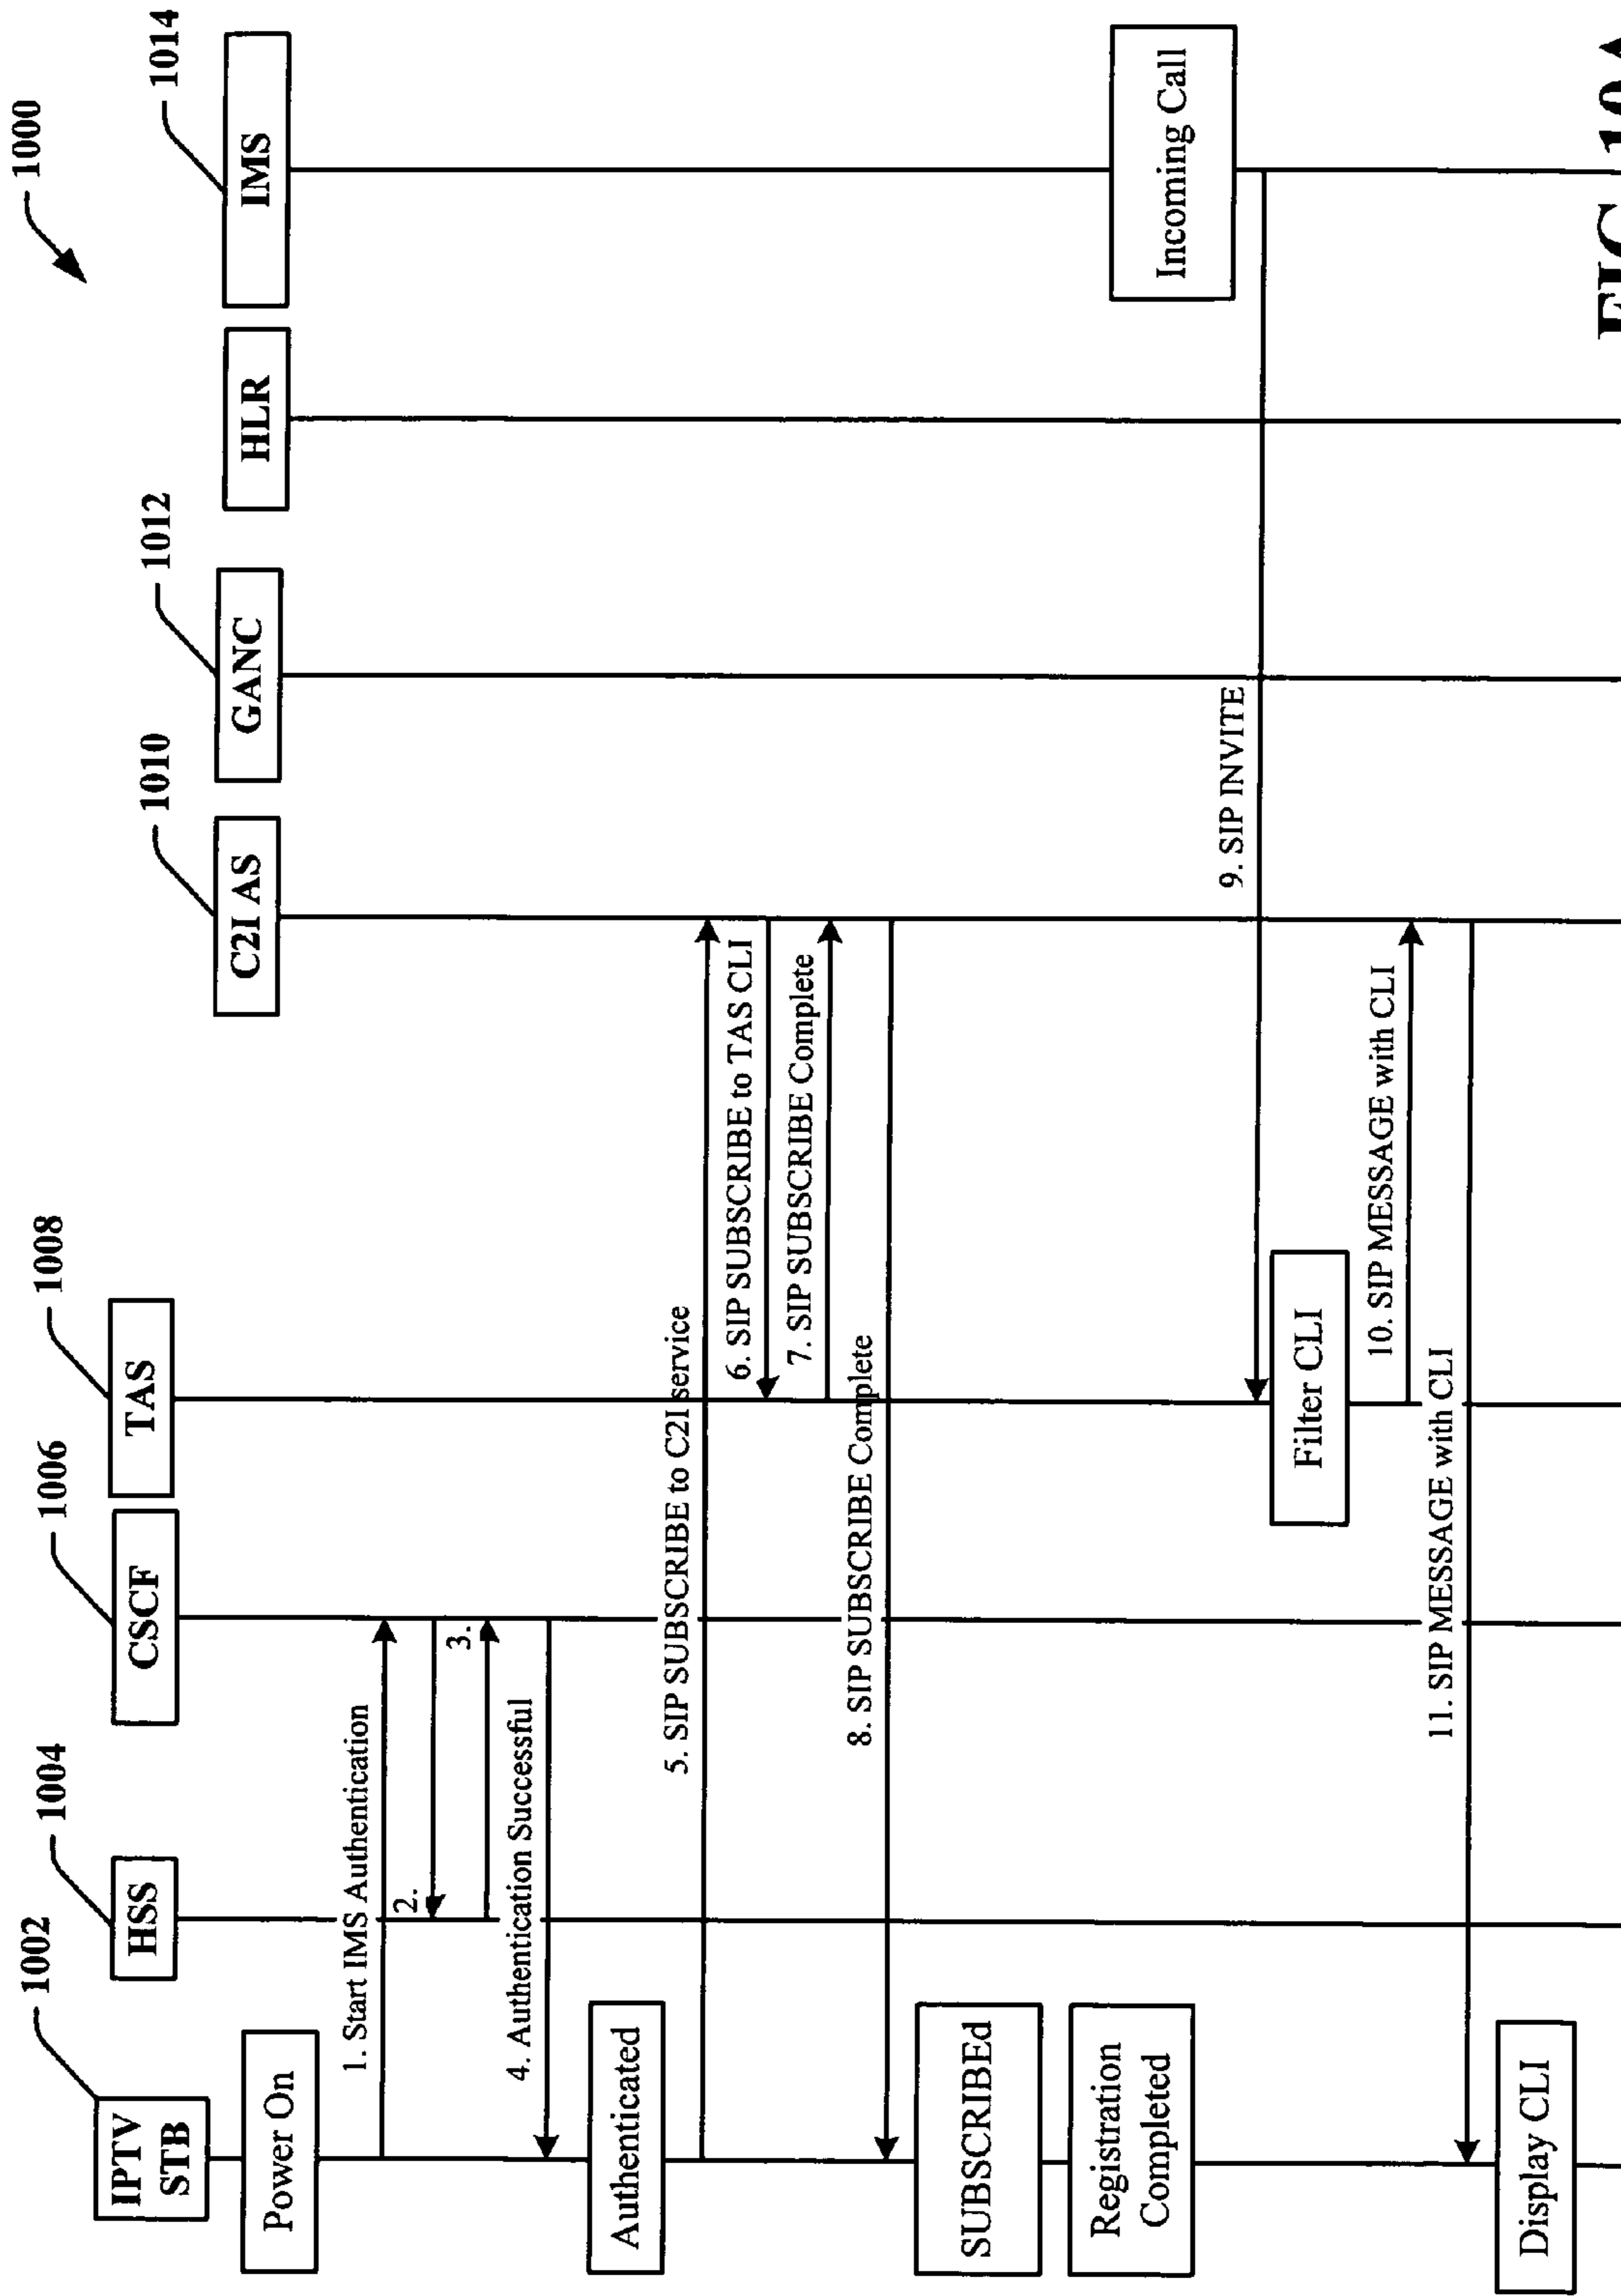 1000
1002
1004
1006
1008
1010
1012
1014
IPTV
STB
HSS
CSCF
TAS
C2I AS
GANC
HLR
IMS
Power On
1. Start IMS Authentication
2.
3.
4. Authentication Successful
Authenticated
5. SIP SUBSCRIBE to C2I service
6. SIP SUBSCRIBE to TAS CLI
7. SIP SUBSCRIBE Complete
8. SIP SUBSCRIBE Complete
SUBSCRIBEd
Registration
Completed
Incoming Call
9. SIP INVITE
Filter CLI
10. SIP MESSAGE with CLI
11. SIP MESSAGE with CLI
Display CLI
FIG. 10A